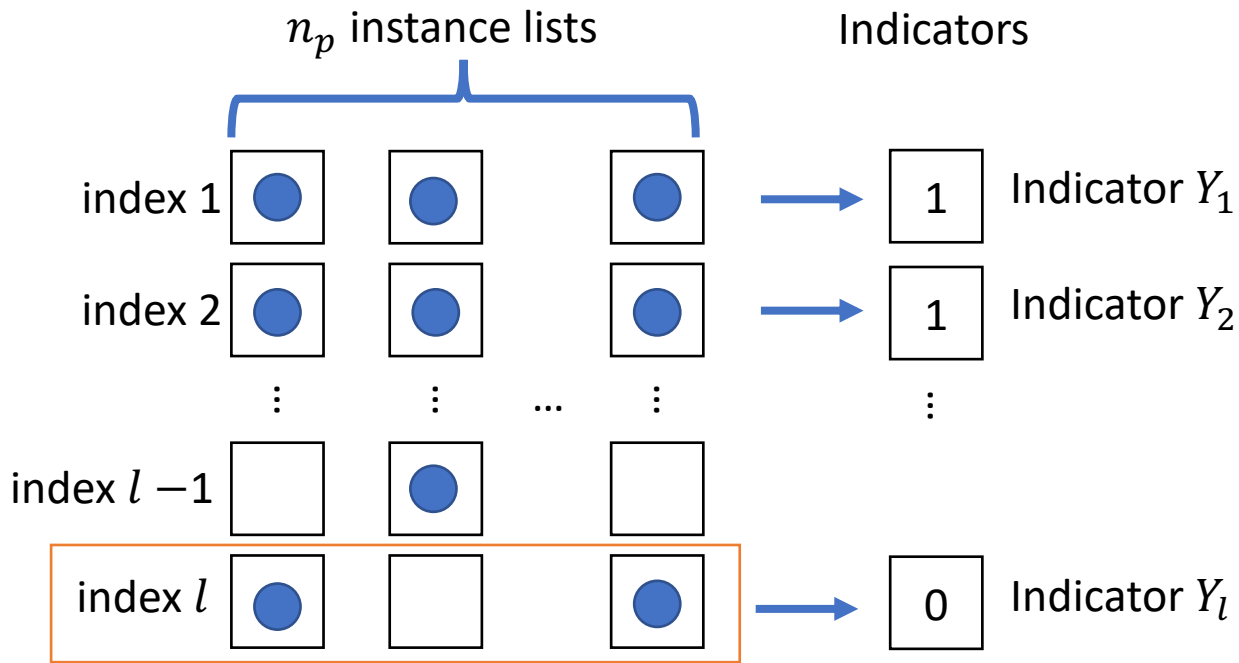 n_p instance lists Indicators
index 1 1 Indicator Y_1
index 2 1 Indicator Y_2
⋮ ⋮ ... ⋮ ⋮
index l −1
index l 0 Indicator Y_l